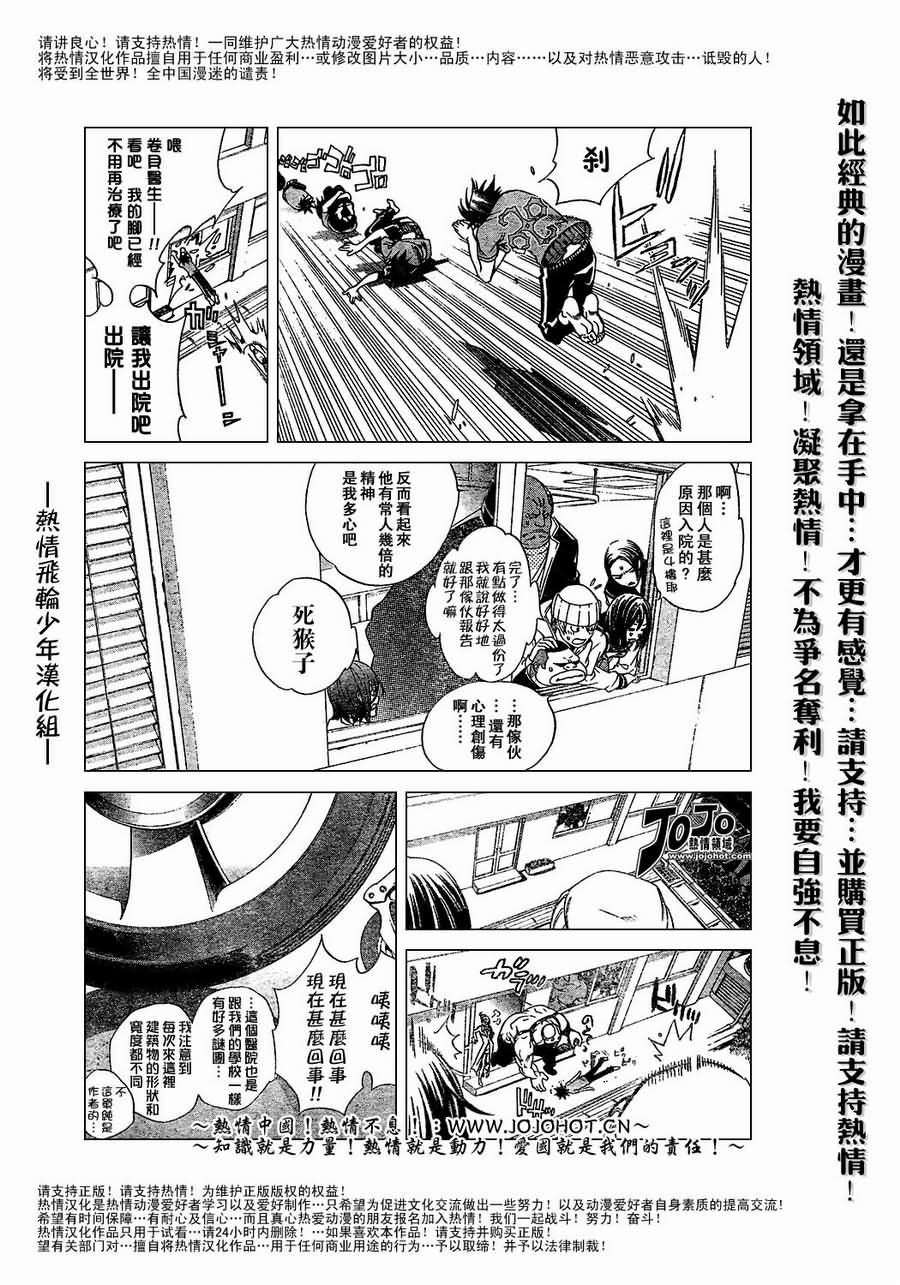 请讲良心！请支持热情！一同维护广大热情动漫爱好者的权益！
将热情汉化作品擅自用于任何商业盈利…或修改图片大小…品质…内容……以及对热情恶意攻击…诋毁的人！
将受到全世界！全中国漫迷的谴责！
如此經典的漫畫！還是拿在手中…才更有感覺…請支持…並購買正版！請支持熱情！
熱情領域！凝聚熱情！不為爭名奪利！我要自強不息！
刹
喂
卷貝醫生——!!
看吧 我的腳已經
不用再治療了吧
讓我出院吧
出院——
啊…
那個人是甚麼
原因入院的？
這裡是4樓耶
完了…
有點做得太過份了
我就說好好地
跟那傢伙報告
就好了嘛
反而看起來
他有常人幾倍的
精神
是我多心吧
死猴子
…那傢伙
…還有
心理創傷
啊………
—熱情飛輪少年漢化組—
JOJO
熱情領域
www.jojohot.com
咦咦咦
現在甚麼回事
現在甚麼回事!!
…這個醫院也是
跟我們的學校一樣
有好多謎團…
我注意到
每次來這裡
建築物的形狀和
寬度都不同
不
這單純是
作者的…
～熱情中國！熱情不息！：WWW.JOJOHOT.CN～
～知識就是力量！熱情就是動力！愛國就是我們的責任！～
请支持正版！请支持热情！为维护正版版权的权益！
热情汉化是热情动漫爱好者学习以及爱好制作…只希望为促进文化交流做出一些努力！以及动漫爱好者自身素质的提高交流！
希望有时间保障…有耐心及信心…而且真心热爱动漫的朋友报名加入热情！我们一起战斗！努力！奋斗！
热情汉化作品只用于试看…请24小时内删除！…如果喜欢本作品！请支持并购买正版！
望有关部门对…擅自将热情汉化作品…用于任何商业用途的行为…予以取缔！并予以法律制裁！